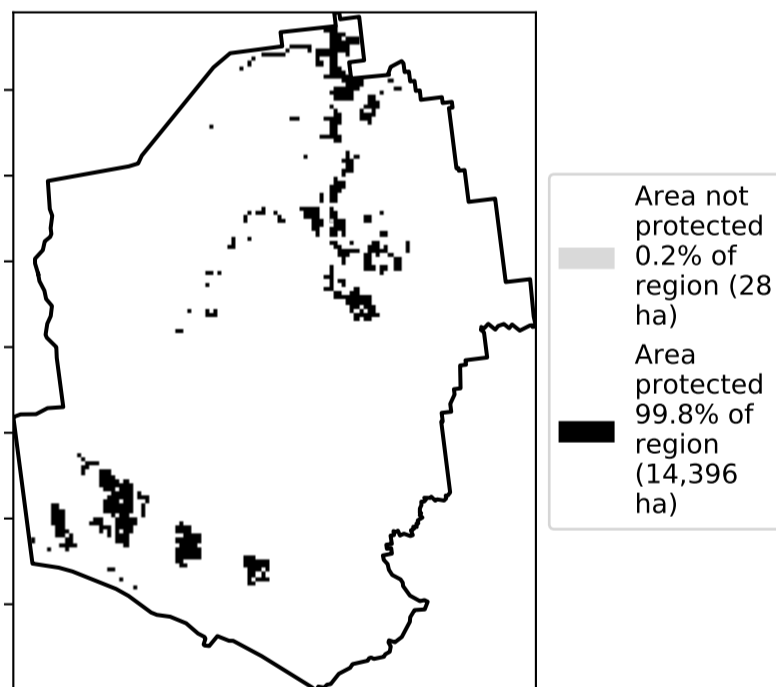 Area not
protected
0.2% of
region (28
ha)
Area
protected
99.8% of
region
(14,396
ha)